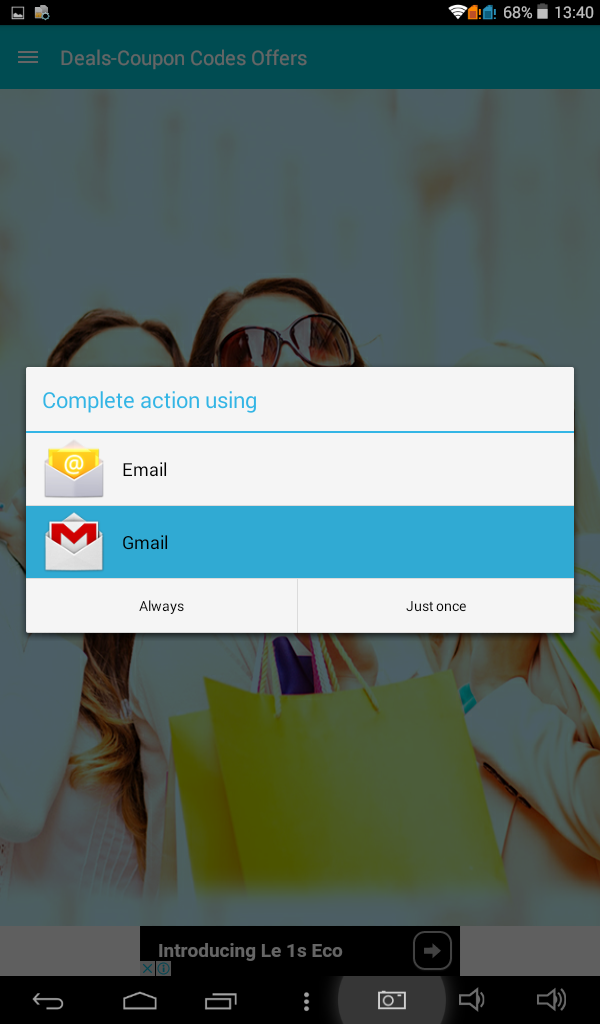 68% 13:40
Deals-Coupon Codes Offers
Complete action using
@ Email
Gmail
Always Just once
Introducing Le 1s Eco